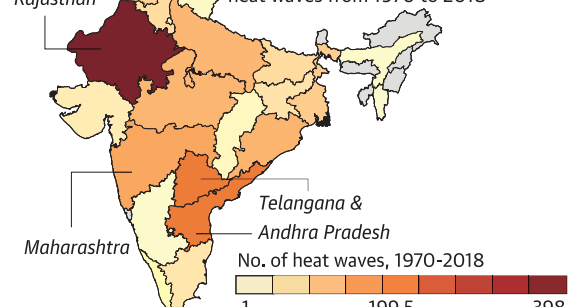 Rajasthan
heat waves from 1970 to 2018
Telangana &
Andhra Pradesh
Maharashtra
No. of heat waves, 1970-2018
1 199.5 398